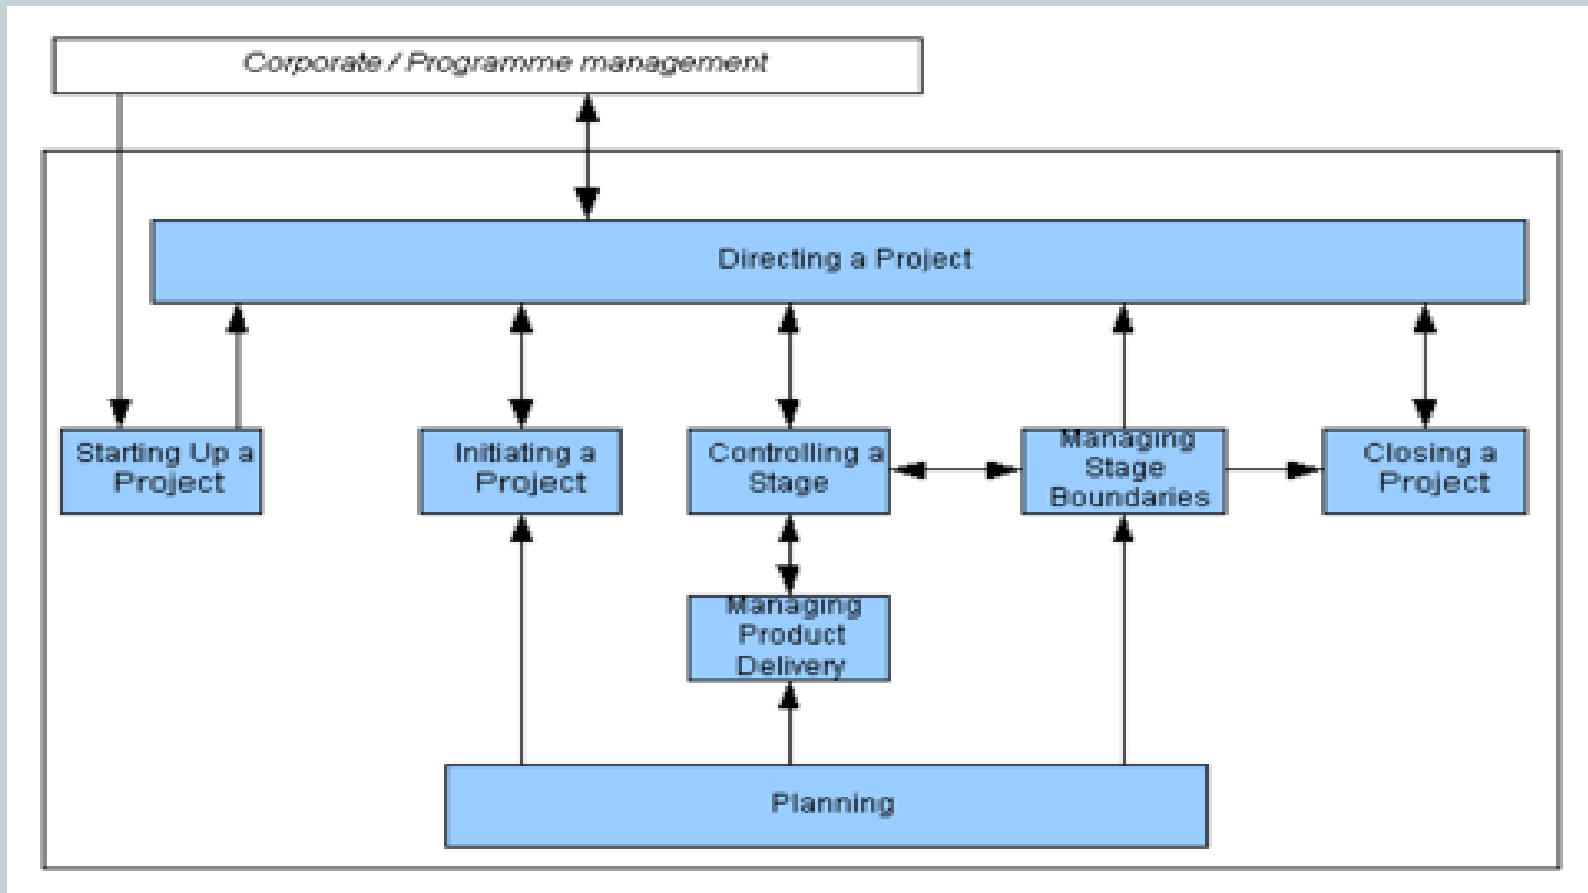 Corporate / Programme management
Directing a Project
Starting Up a
Project
Initiating a
Project
Controlling a
Stage
Managing
Stage
Boundaries
Closing a
Project
Managing
Product
Delivery
Planning